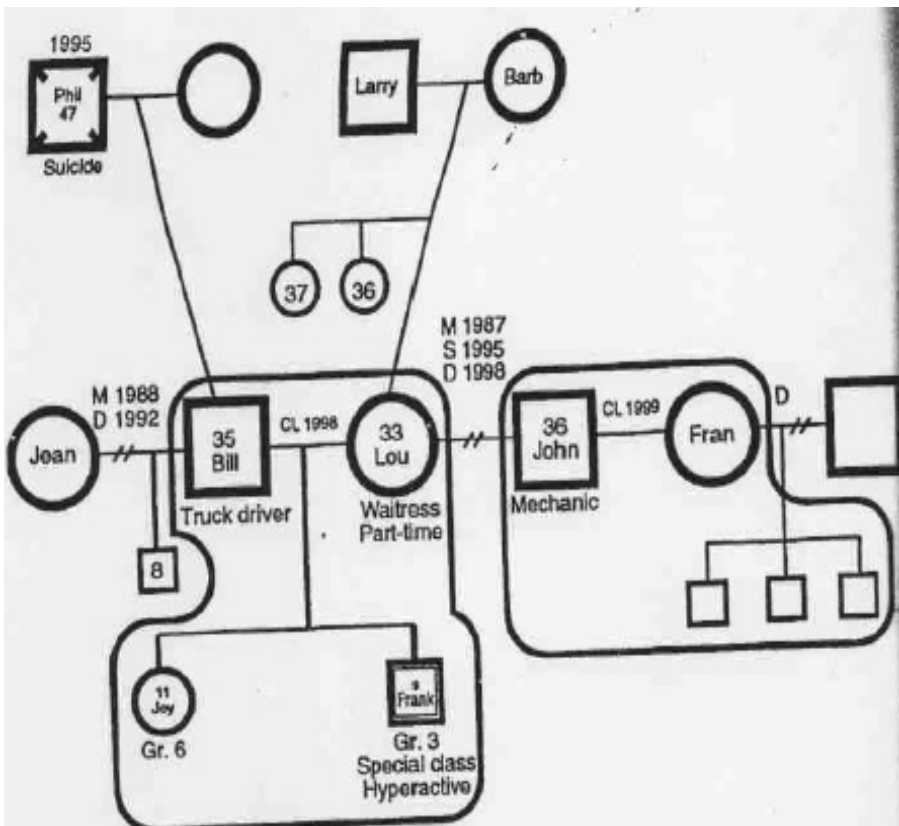 1995
Phil
47
Suicide
Larry
Barb
37
36
M 1988
D 1992
M 1987
S 1995
D 1998
Jean
35
Bill
Truck driver
CL 1998
33
Lou
Waitress
Part-time
36
John
Mechanic
CL 1999
Fran
D
8
11
Joy
Gr. 6
Frank
Gr. 3
Special class
Hyperactive